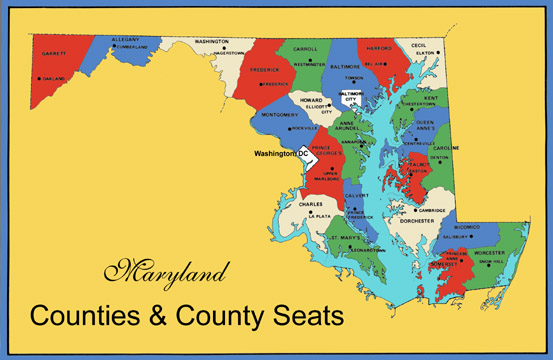 GARRETT
OAKLAND
ALLEGANY
CUMBERLAND
WASHINGTON
HAGERSTOWN
FREDERICK
FREDERICK
CARROLL
WESTMINSTER
BALTIMORE
TOWSON
BALTIMORE
CITY
HARFORD
BEL AIR
CECIL
ELKTON
HOWARD
ELLICOTT
CITY
MONTGOMERY
ROCKVILLE
ANNE
ARUNDEL
ANNAPOLIS
KENT
CHESTERTOWN
QUEEN
ANNE'S
CENTREVILLE
Washington, DC
PRINCE
GEORGE'S
UPPER
MARLBORO
CAROLINE
DENTON
TALBOT
EASTON
CALVERT
PRINCE
FREDERICK
CHARLES
LA PLATA
CAMBRIDGE
DORCHESTER
ST. MARY'S
LEONARDTOWN
WICOMICO
SALISBURY
PRINCESS
ANNE
SOMERSET
WORCESTER
SNOW HILL
Maryland
Counties & County Seats